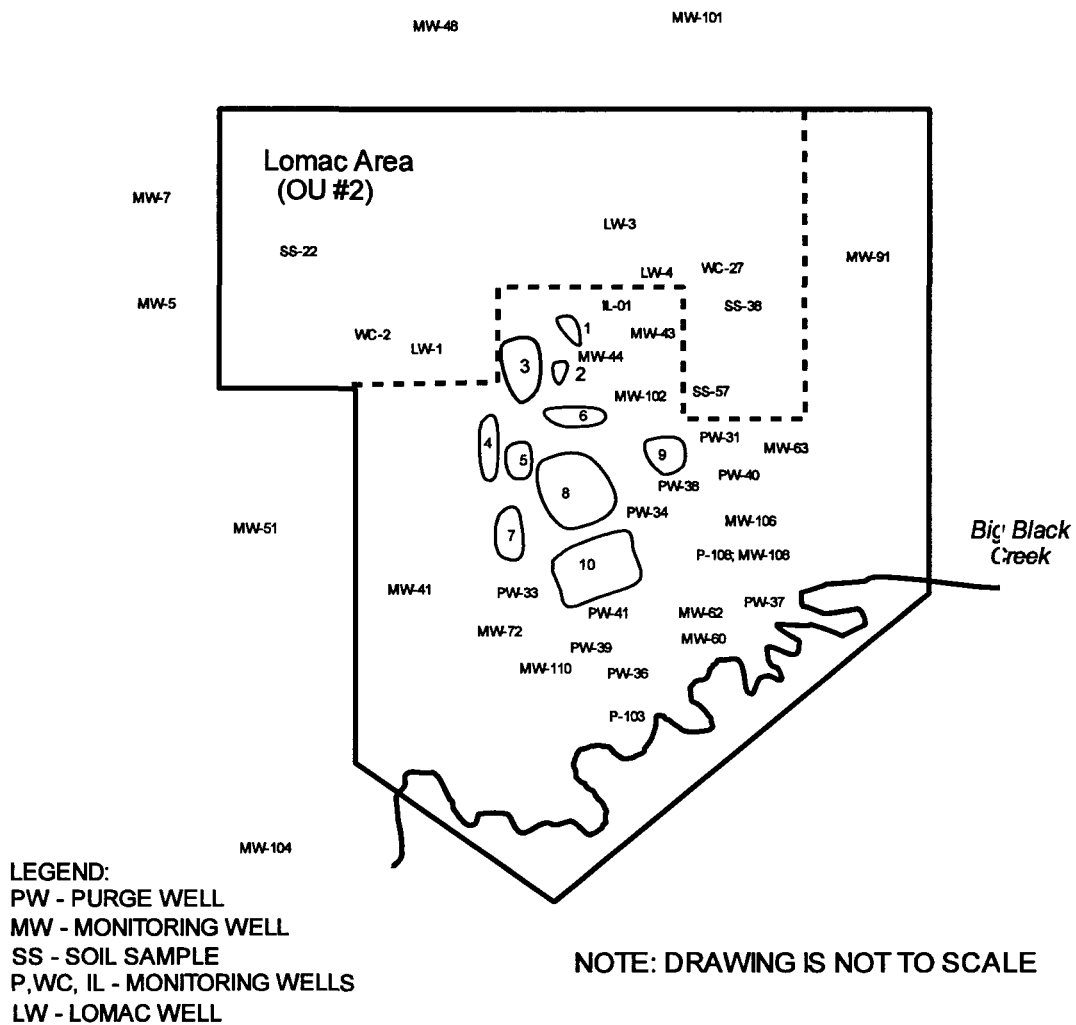 MW-48
MW-101
Lomac Area
(OU #2)
MW-7
LW-3
SS-22
MW-91
LW-4
WC-27
MW-5
IL-01
SS-38
1
WC-2
MW-43
LW-1
MW-44
3
2
MW-102
SS-57
6
4
PW-31
MW-63
5
9
PW-40
8
PW-38
PW-34
MW-51
MW-106
7
Big Black
Creek
P-108; MW-108
10
MW-41
PW-33
PW-37
PW-41
MW-62
MW-72
MW-60
PW-39
MW-110
PW-36
P-103
MW-104
LEGEND:
PW - PURGE WELL
MW - MONITORING WELL
SS - SOIL SAMPLE
P,WC, IL - MONITORING WELLS
LW - LOMAC WELL
NOTE: DRAWING IS NOT TO SCALE